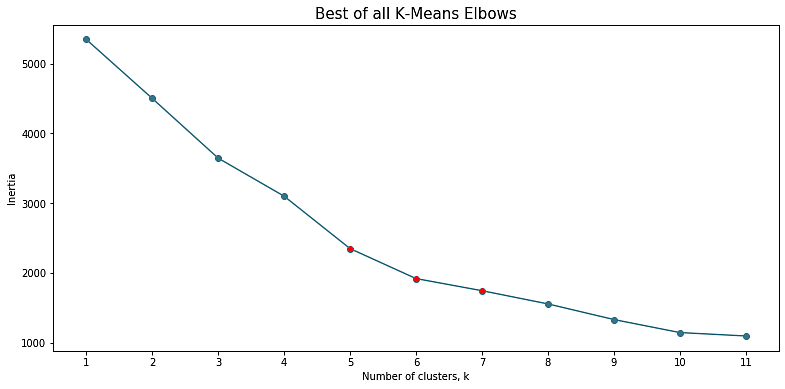 Best of all K-Means Elbows
5000
4000
3000
2000
1000
Inertia
1 2 3 4 5 6 7 8 9 10 11
Number of clusters, k